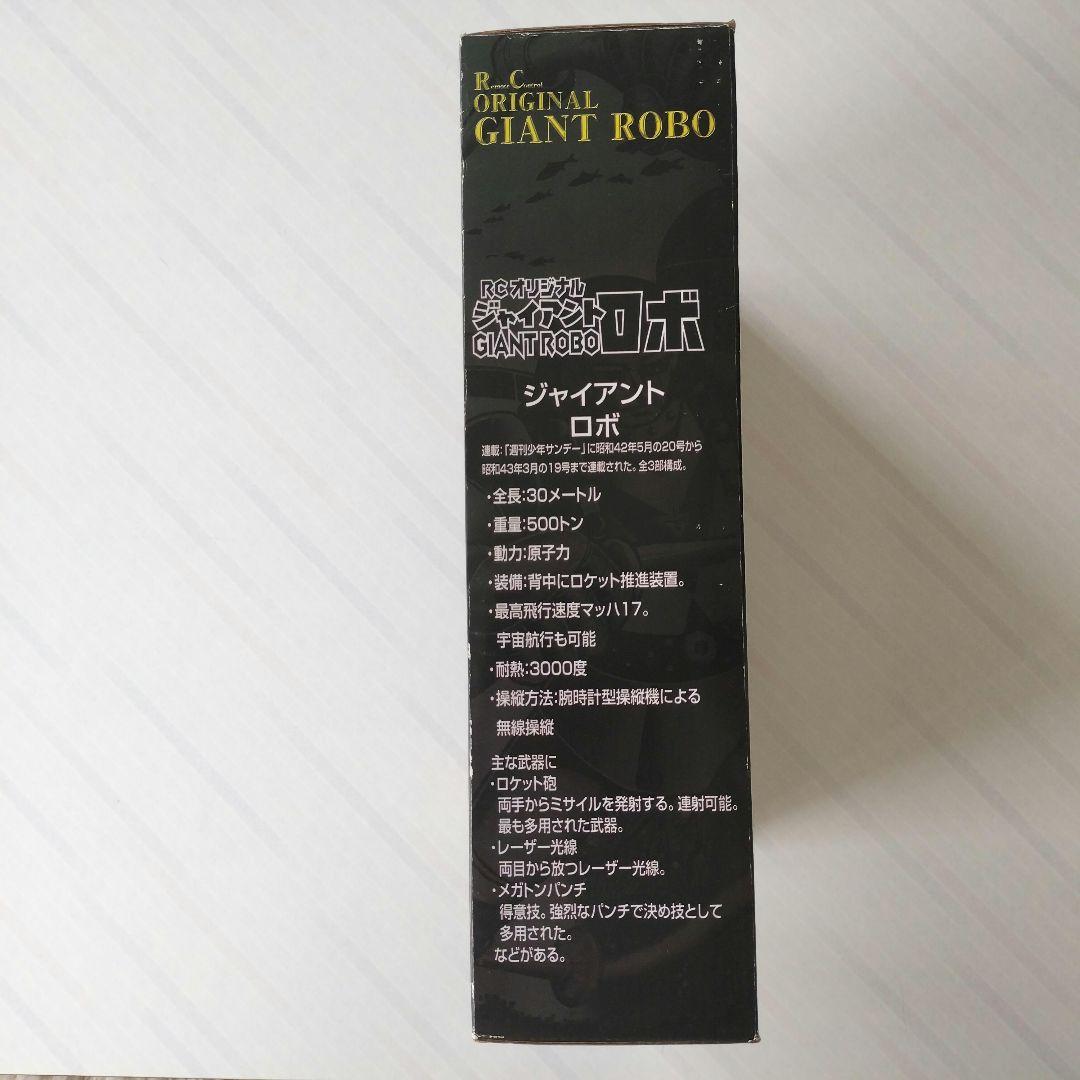 Remote Control
ORIGINAL
GIANT ROBO
RCオリジナル
ジャイアント
GIANT ROBO
ロボ
ジャイアント
ロボ
連載:「週刊少年サンデー」に昭和42年5月の20号から
昭和43年3月の19号まで連載された。全3部構成。
・全長:30メートル
・重量:500トン
・動力:原子力
・装備:背中にロケット推進装置。
・最高飛行速度マッハ17。
宇宙航行も可能
・耐熱:3000度
・操縦方法:腕時計型操縦機による
無線操縦
主な武器に
・ロケット砲
両手からミサイルを発射する。連射可能。
最も多用された武器。
・レーザー光線
両目から放つレーザー光線。
・メガトンパンチ
得意技。強烈なパンチで決め技として
多用された。
などがある。